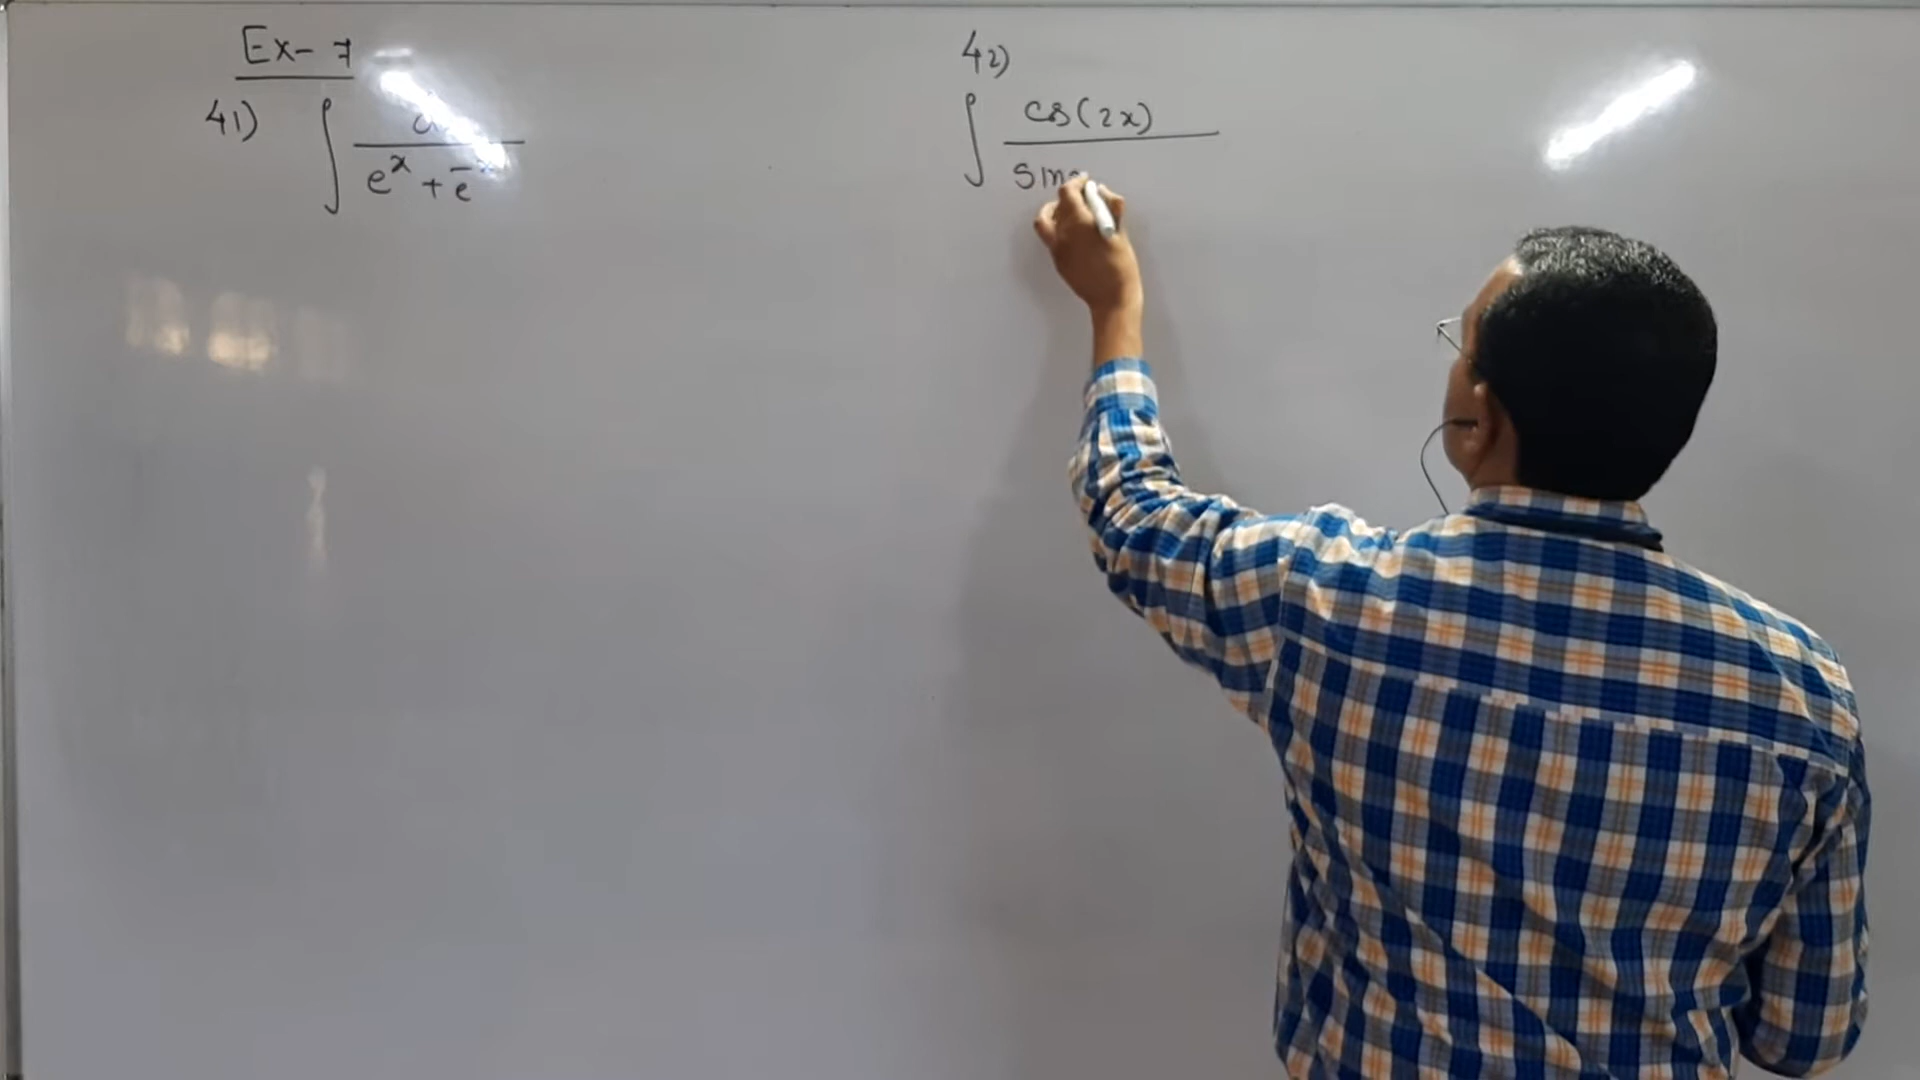 Ex- 7
41) ∫ d / e^x + e^-x
42)
∫ cos(2x) / sin